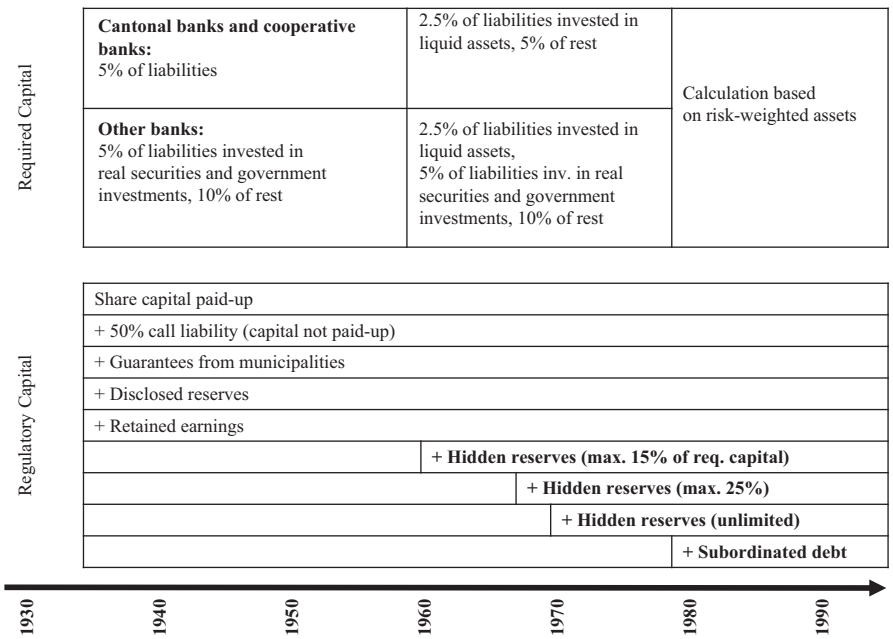 Required Capital
Cantonal banks and cooperative
banks:
5% of liabilities
2.5% of liabilities invested in
liquid assets, 5% of rest
Calculation based
on risk-weighted assets
Other banks:
5% of liabilities invested in
real securities and government
investments, 10% of rest
2.5% of liabilities invested in
liquid assets,
5% of liabilities inv. in real
securities and government
investments, 10% of rest
Regulatory Capital
Share capital paid-up
+ 50% call liability (capital not paid-up)
+ Guarantees from municipalities
+ Disclosed reserves
+ Retained earnings
+ Hidden reserves (max. 15% of req. capital)
+ Hidden reserves (max. 25%)
+ Hidden reserves (unlimited)
+ Subordinated debt
1930
1940
1950
1960
1970
1980
1990